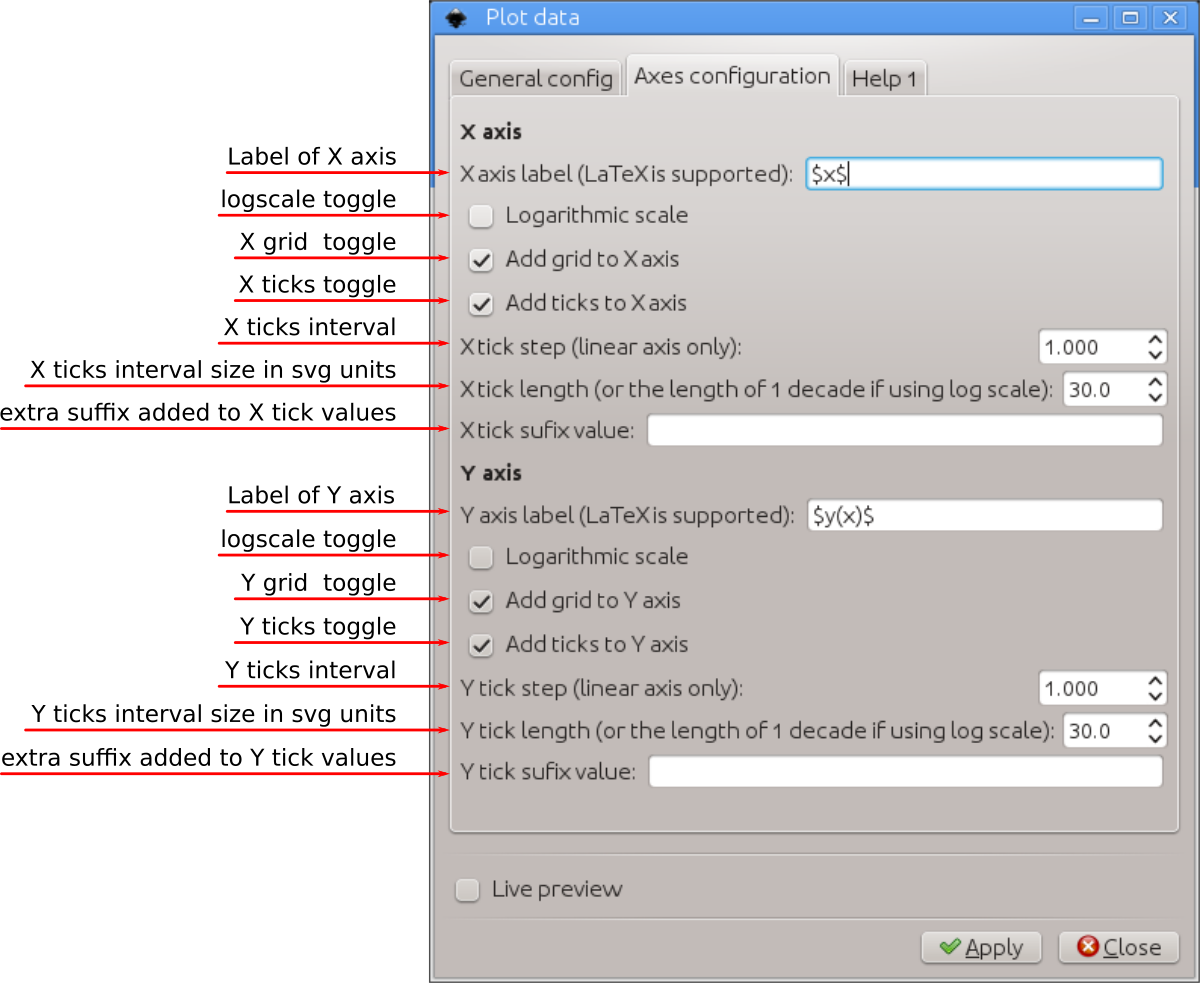 Plot data
General config Axes configuration Help 1
X axis
Label of X axis X axis label (LaTeX is supported): $x$
logscale toggle Logarithmic scale
X grid toggle Add grid to X axis
X ticks toggle Add ticks to X axis
X ticks interval X tick step (linear axis only): 1.000
X ticks interval size in svg units X tick length (or the length of 1 decade if using log scale): 30.0
extra suffix added to X tick values X tick sufix value:
Y axis
Label of Y axis Y axis label (LaTeX is supported): $y(x)$
logscale toggle Logarithmic scale
Y grid toggle Add grid to Y axis
Y ticks toggle Add ticks to Y axis
Y ticks interval Y tick step (linear axis only): 1.000
Y ticks interval size in svg units Y tick length (or the length of 1 decade if using log scale): 30.0
extra suffix added to Y tick values Y tick sufix value:
Live preview
Apply Close